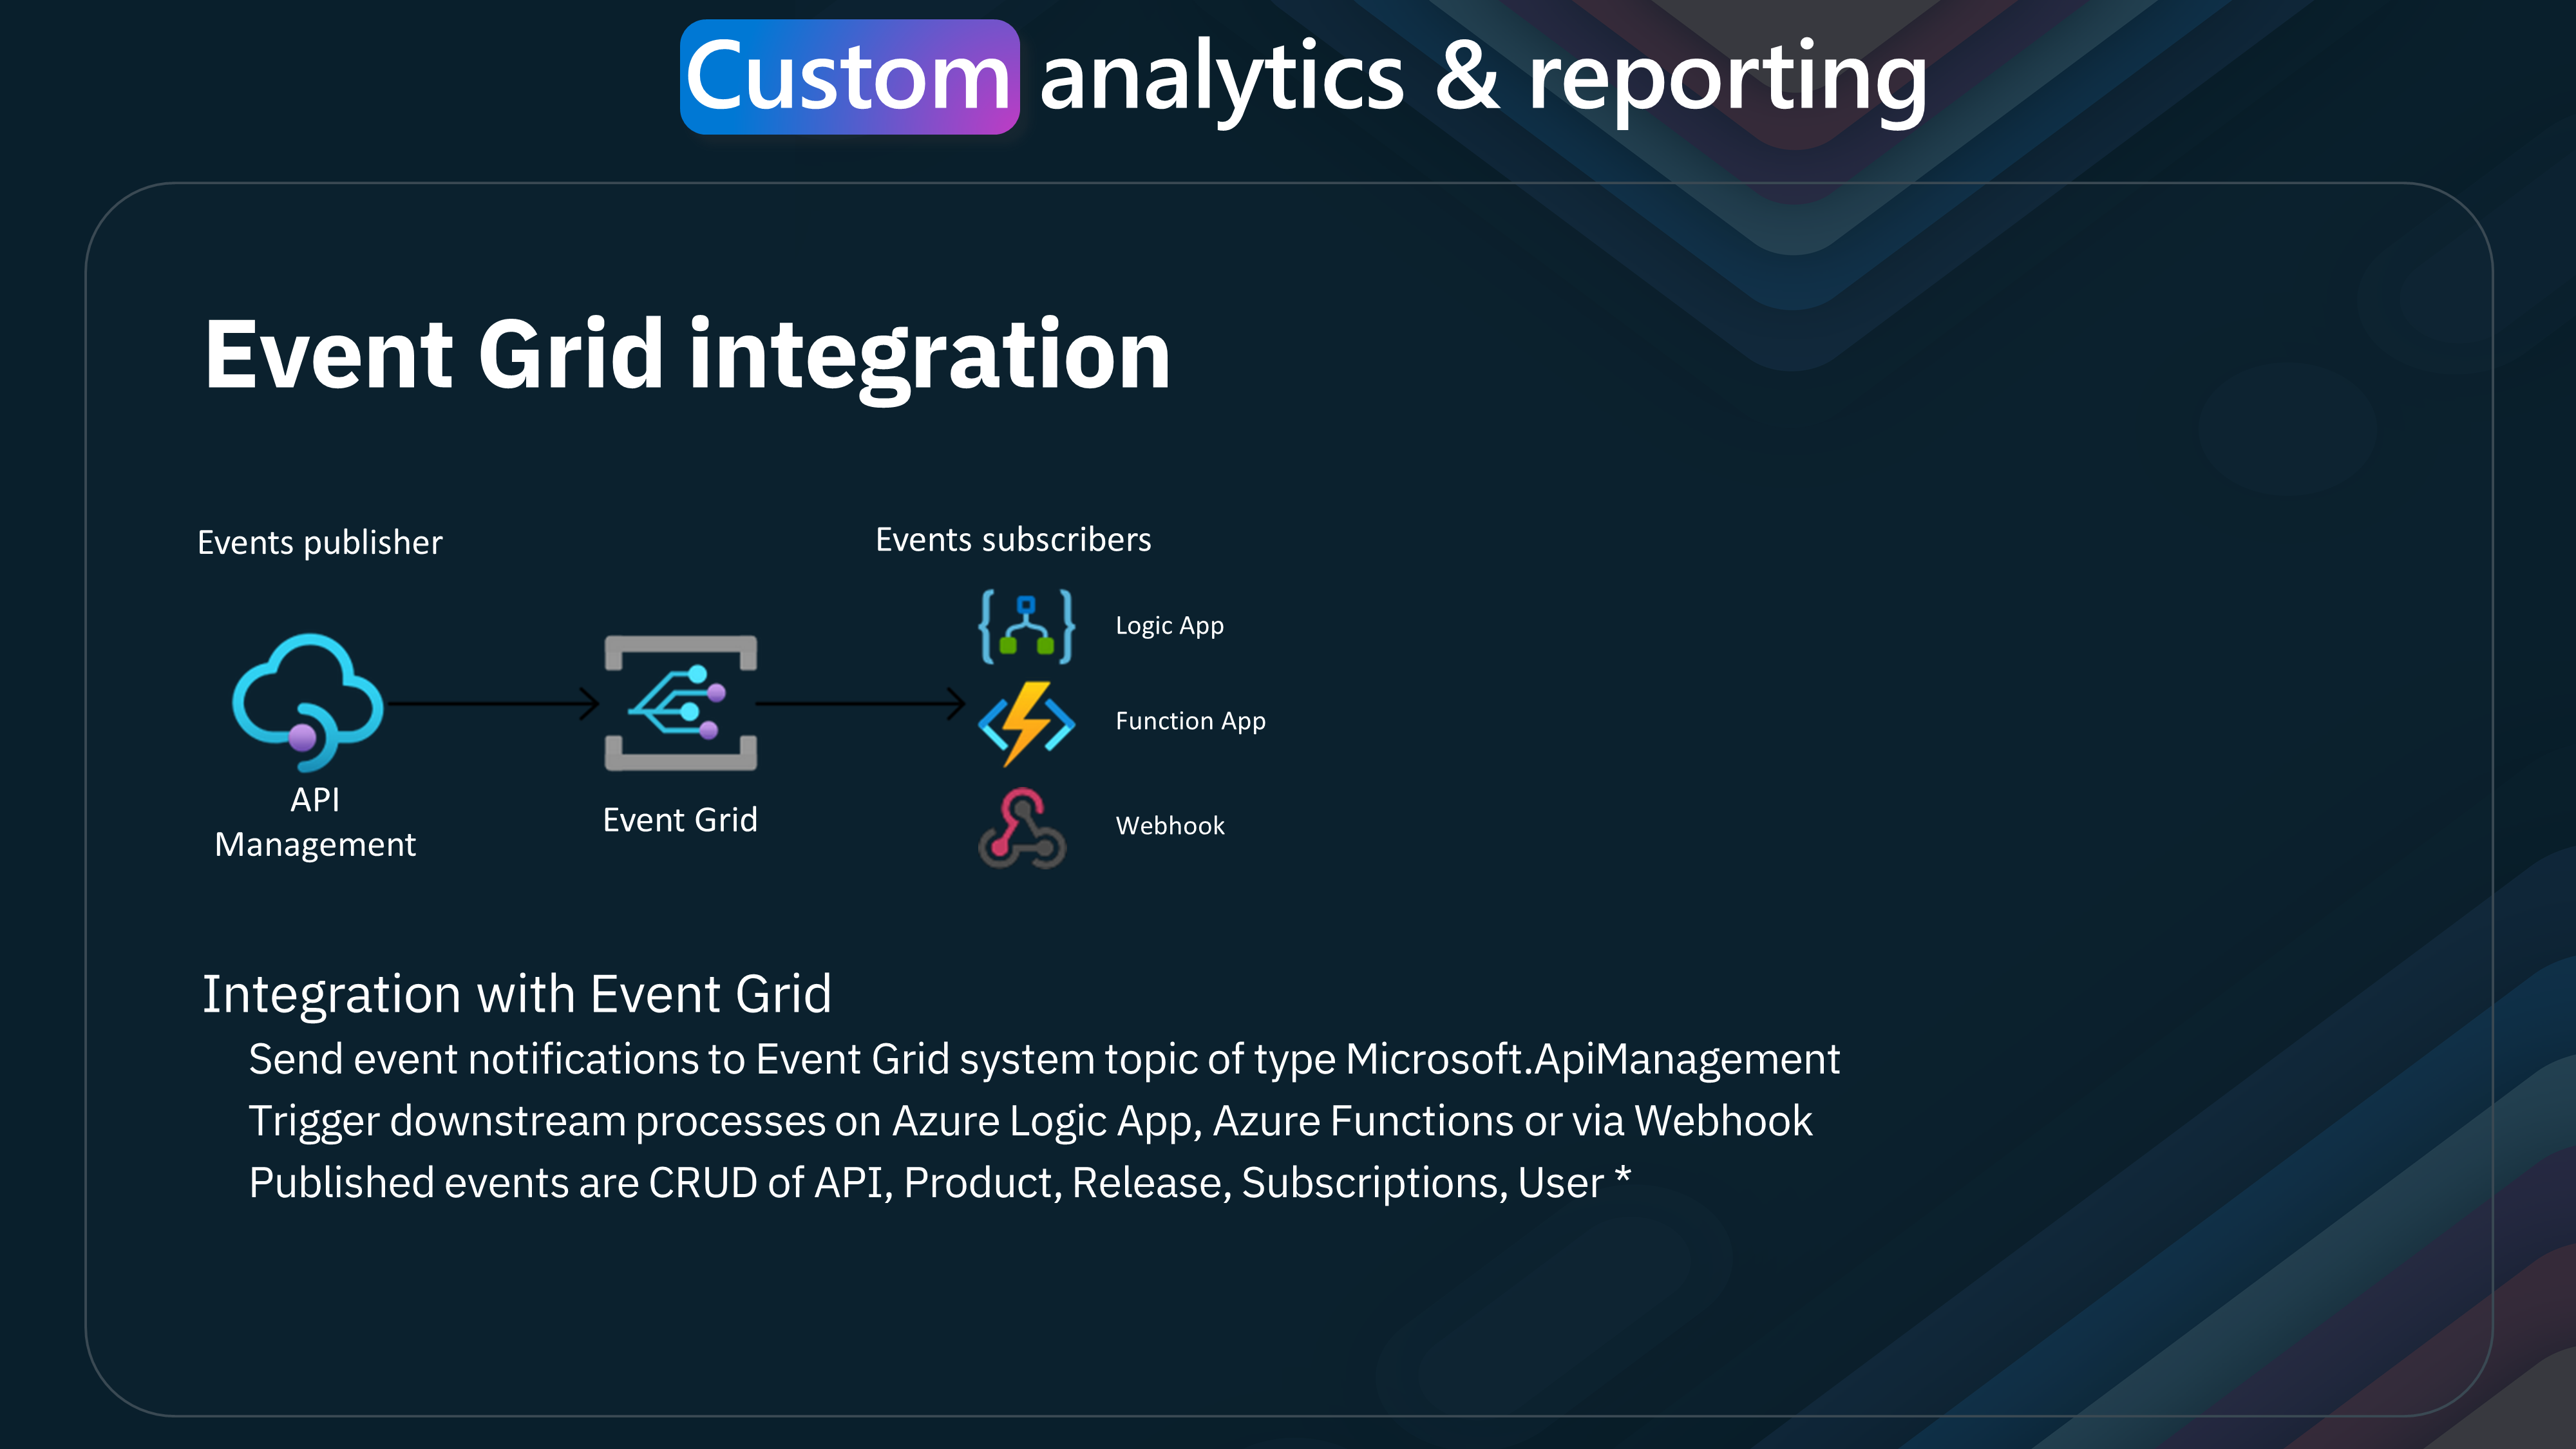 Custom analytics & reporting
Event Grid integration
Events publisher
Events subscribers
Logic App
Function App
Webhook
API
Management
Event Grid
Integration with Event Grid
Send event notifications to Event Grid system topic of type Microsoft.ApiManagement
Trigger downstream processes on Azure Logic App, Azure Functions or via Webhook
Published events are CRUD of API, Product, Release, Subscriptions, User *